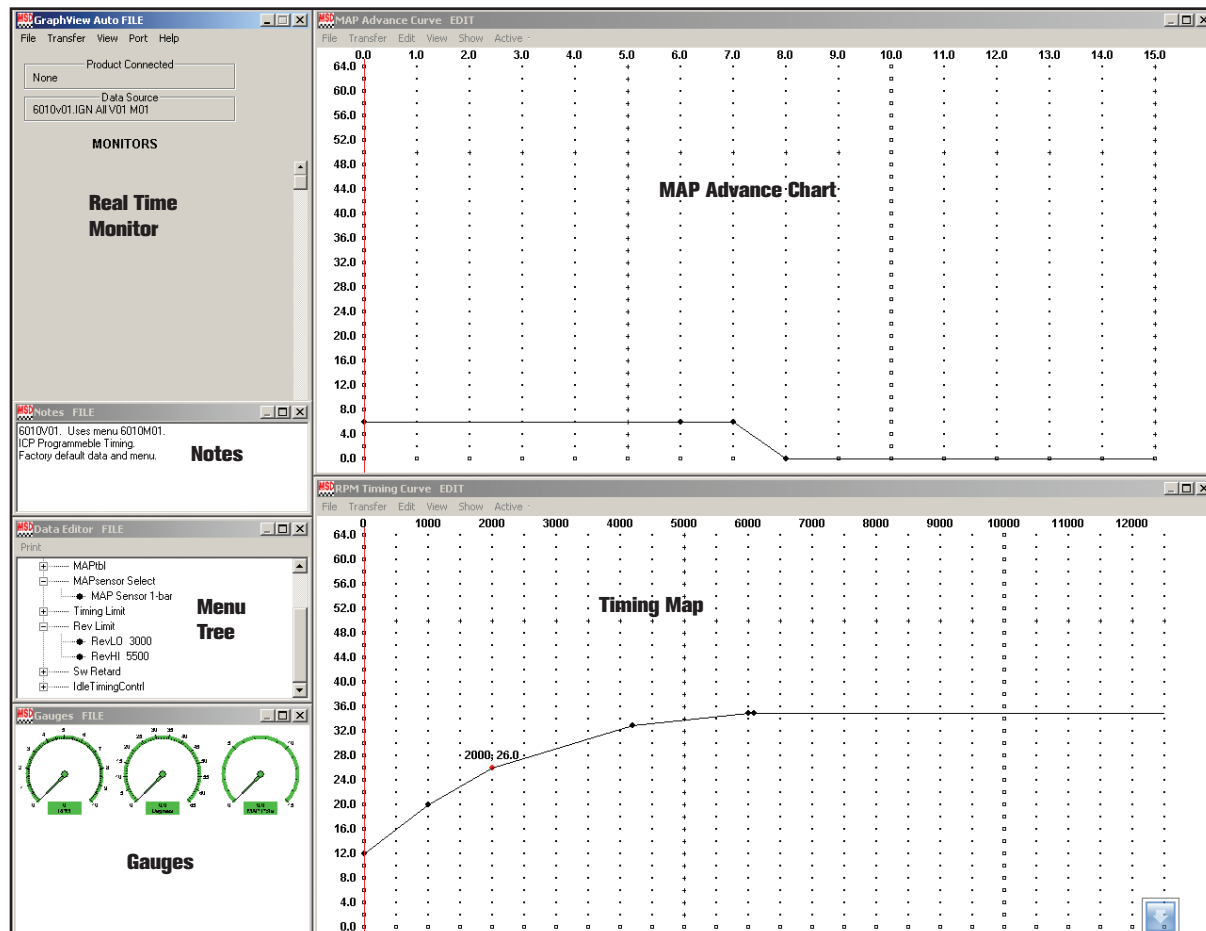 MSD GraphView Auto FILE
File Transfer View Port Help
Product Connected
None
Data Source
6010v01.IGN All V01 M01
MONITORS
Real Time
Monitor
MSD Notes FILE
6010V01. Uses menu 6010M01.
ICP Programmeble Timing.
Factory default data and menu.
Notes
MSD Data Editor FILE
Print
MAPtbl
MAPsensor Select
MAP Sensor 1-bar
Timing Limit
Rev Limit
RevLO 3000
RevHI 5500
Sw Retard
IdleTimingContrl
Menu
Tree
MSD Gauges FILE
Gauges
MSD MAP Advance Curve EDIT
File Transfer Edit View Show Active -
0.0 1.0 2.0 3.0 4.0 5.0 6.0 7.0 8.0 9.0 10.0 11.0 12.0 13.0 14.0 15.0
64.0
60.0
56.0
52.0
48.0
44.0
40.0
36.0
32.0
28.0
24.0
20.0
16.0
12.0
8.0
4.0
0.0
MAP Advance Chart
MSD RPM Timing Curve EDIT
File Transfer Edit View Show Active -
0 1000 2000 3000 4000 5000 6000 7000 8000 9000 10000 11000 12000
64.0
60.0
56.0
52.0
48.0
44.0
40.0
36.0
32.0
28.0
24.0
20.0
16.0
12.0
8.0
4.0
0.0
Timing Map
2000, 26.0